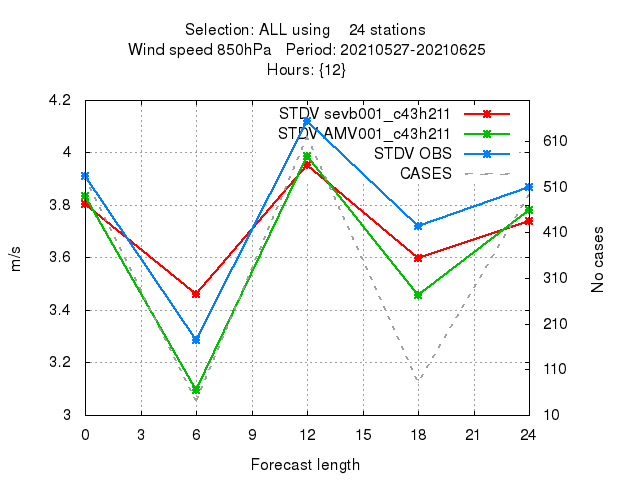 Selection: ALL using 24 stations
Wind speed 850hPa Period: 20210527-20210625
Hours: {12}
STDV sevb001_c43h211
STDV AMV001_c43h211
STDV OBS
CASES
4.2
4
3.8
3.6
3.4
3.2
3
m/s
610
510
410
310
210
110
10
No cases
0 3 6 9 12 15 18 21 24
Forecast length